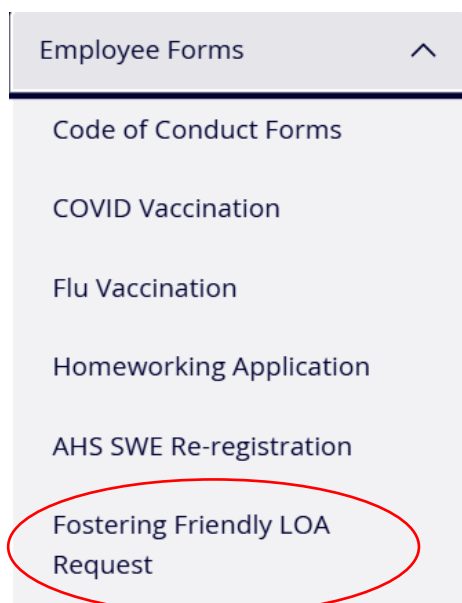 Employee Forms
Code of Conduct Forms
COVID Vaccination
Flu Vaccination
Homeworking Application
AHS SWE Re-registration
Fostering Friendly LOA
Request